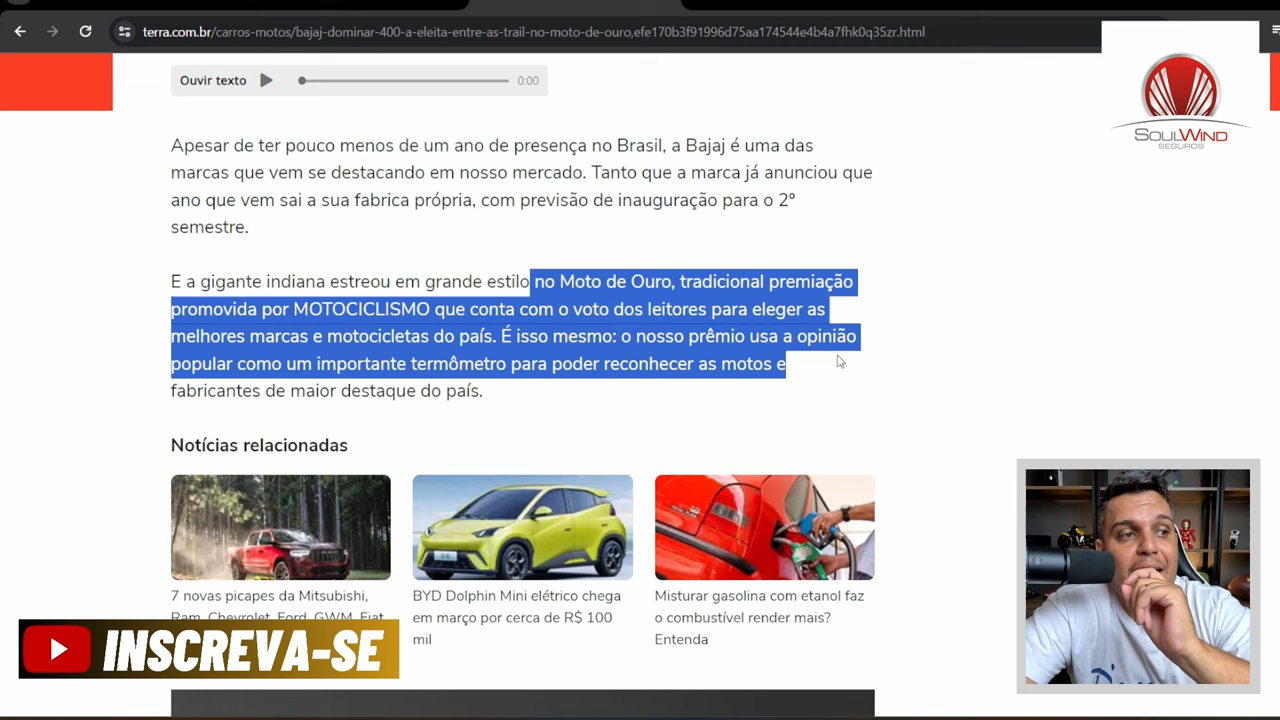 terra.com.br/carros-motos/bajaj-dominar-400-a-eleita-entre-as-trail-no-moto-de-ouro,efe170b3f91996d75aa174544e4b4a7fhk0q35zr.html
SOULWIND
SEGUROS
Ouvir texto
0:00
Apesar de ter pouco menos de um ano de presença no Brasil, a Bajaj é uma das
marcas que vem se destacando em nosso mercado. Tanto que a marca já anunciou que
ano que vem sai a sua fabrica própria, com previsão de inauguração para o 2º
semestre.
E a gigante indiana estreou em grande estilo no Moto de Ouro, tradicional premiação
promovida por MOTOCICLISMO que conta com o voto dos leitores para eleger as
melhores marcas e motocicletas do país. É isso mesmo: o nosso prêmio usa a opinião
popular como um importante termômetro para poder reconhecer as motos e
fabricantes de maior destaque do país.
Notícias relacionadas
7 novas picapes da Mitsubishi,
Ram, Chevrolet, Ford, GWM, Fiat
BYD Dolphin Mini elétrico chega
em março por cerca de R$ 100
mil
Misturar gasolina com etanol faz
o combustível render mais?
Entenda
INSCREVA-SE